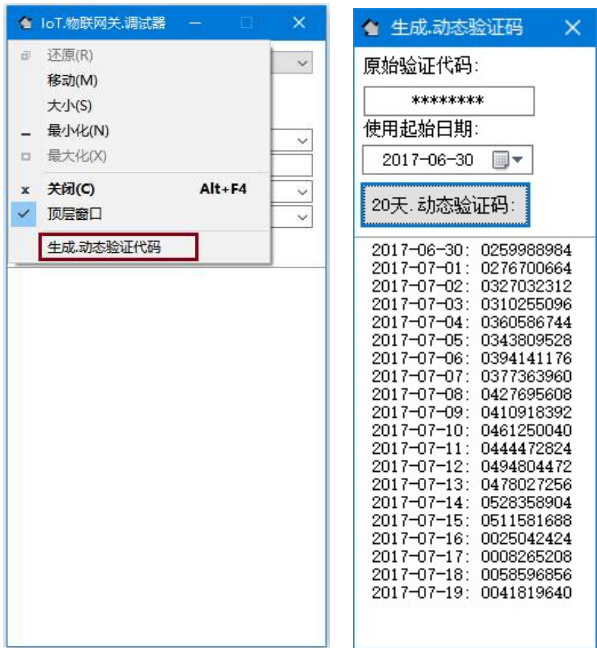 IoT.物联网关.调试器
还原(R)
移动(M)
大小(S)
最小化(N)
最大化(X)
关闭(C) Alt+F4
顶层窗口
生成.动态验证代码
生成.动态验证码
原始验证代码:
********
使用起始日期:
2017-06-30
20天.动态验证码:
2017-06-30: 0259988984
2017-07-01: 0276700664
2017-07-02: 0327032312
2017-07-03: 0310255096
2017-07-04: 0360586744
2017-07-05: 0343809528
2017-07-06: 0394141176
2017-07-07: 0377363960
2017-07-08: 0427695608
2017-07-09: 0410918392
2017-07-10: 0461250040
2017-07-11: 0444472824
2017-07-12: 0494804472
2017-07-13: 0478027256
2017-07-14: 0528358904
2017-07-15: 0511581688
2017-07-16: 0025042424
2017-07-17: 0008265208
2017-07-18: 0058596856
2017-07-19: 0041819640